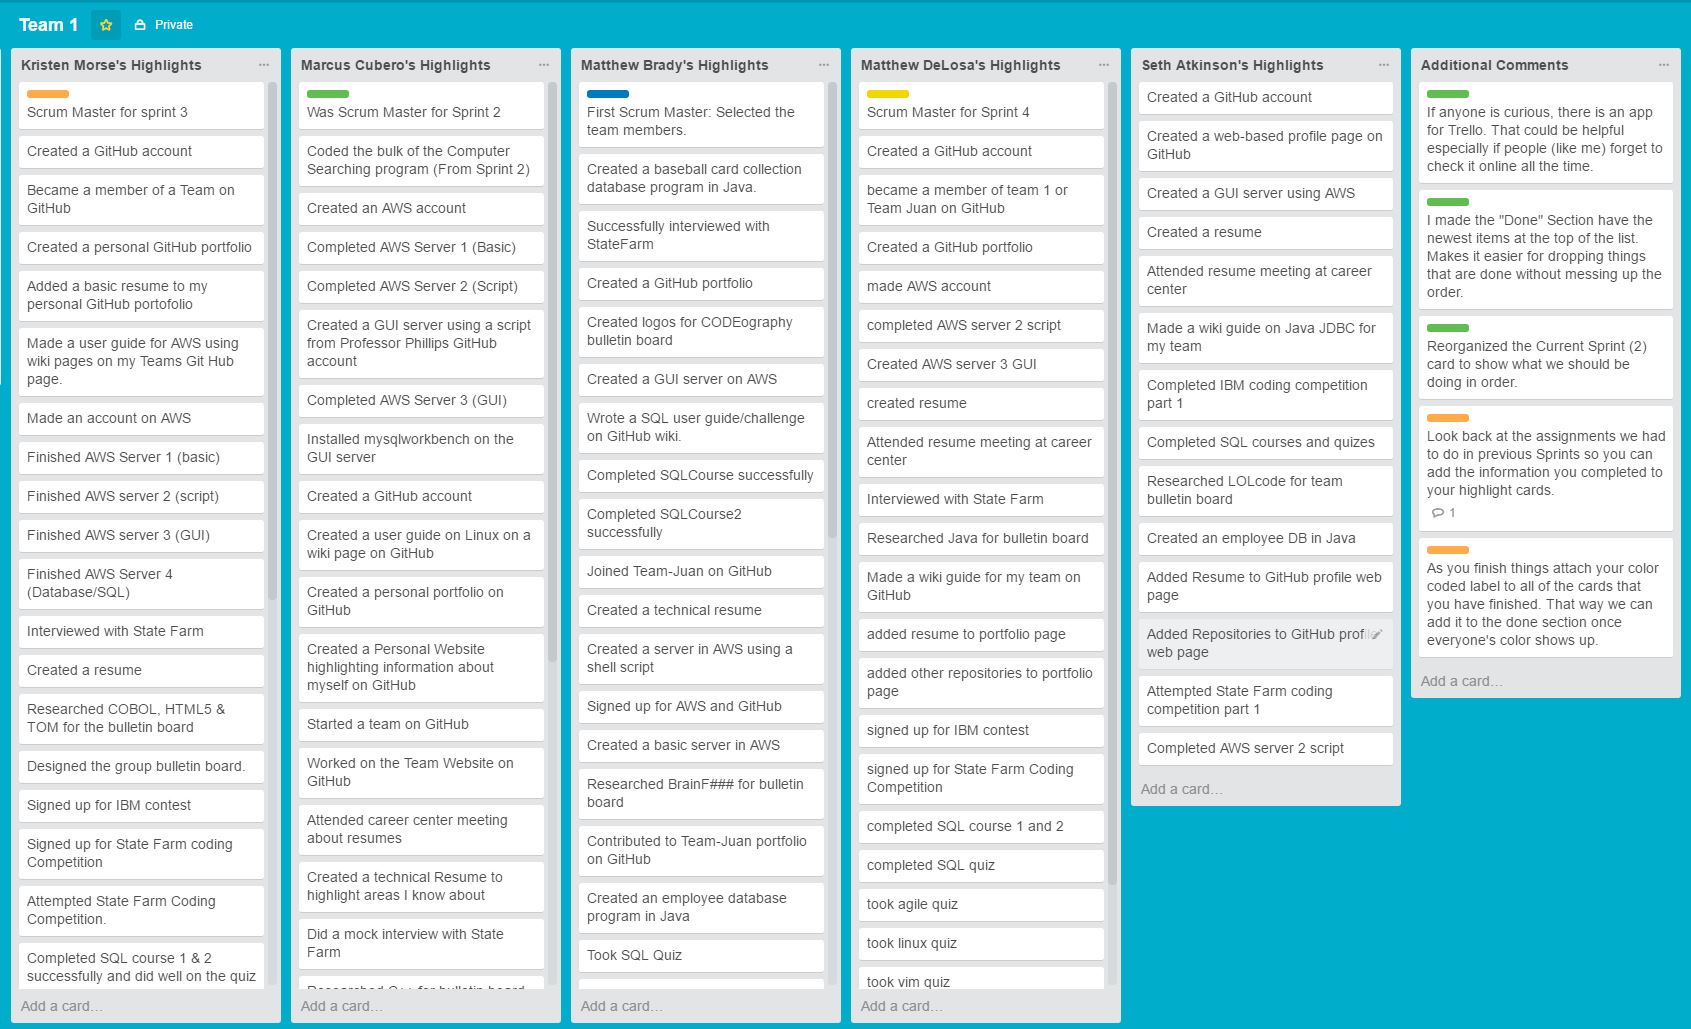 Team 1
Private
Kristen Morse's Highlights
Scrum Master for sprint 3
Created a GitHub account
Became a member of a Team on
GitHub
Created a personal GitHub portfolio
Added a basic resume to my
personal GitHub portofolio
Made a user guide for AWS using
wiki pages on my Teams Git Hub
page.
Made an account on AWS
Finished AWS Server 1 (basic)
Finished AWS server 2 (script)
Finished AWS server 3 (GUI)
Finished AWS Server 4
(Database/SQL)
Interviewed with State Farm
Created a resume
Researched COBOL, HTML5 &
TOM for the bulletin board
Designed the group bulletin board.
Signed up for IBM contest
Signed up for State Farm coding
Competition
Attempted State Farm Coding
Competition.
Completed SQL course 1 & 2
successfully and did well on the quiz
Add a card…
Marcus Cubero's Highlights
Was Scrum Master for Sprint 2
Coded the bulk of the Computer
Searching program (From Sprint 2)
Created an AWS account
Completed AWS Server 1 (Basic)
Completed AWS Server 2 (Script)
Created a GUI server using a script
from Professor Phillips GitHub
account
Completed AWS Server 3 (GUI)
Installed mysqlworkbench on the
GUI server
Created a GitHub account
Created a user guide on Linux on a
wiki page on GitHub
Created a personal portfolio on
GitHub
Created a Personal Website
highlighting information about
myself on GitHub
Started a team on GitHub
Worked on the Team Website on
GitHub
Attended career center meeting
about resumes
Created a technical Resume to
highlight areas I know about
Did a mock interview with State
Farm
Researched C++ for bulletin board
Add a card…
Matthew Brady's Highlights
First Scrum Master: Selected the
team members.
Created a baseball card collection
database program in Java.
Successfully interviewed with
StateFarm
Created a GitHub portfolio
Created logos for CODEography
bulletin board
Created a GUI server on AWS
Wrote a SQL user guide/challenge
on GitHub wiki.
Completed SQLCourse successfully
Completed SQLCourse2
successfully
Joined Team-Juan on GitHub
Created a technical resume
Created a server in AWS using a
shell script
Signed up for AWS and GitHub
Created a basic server in AWS
Researched BrainF### for bulletin
board
Contributed to Team-Juan portfolio
on GitHub
Created an employee database
program in Java
Took SQL Quiz
Add a card…
Matthew DeLosa's Highlights
Scrum Master for Sprint 4
Created a GitHub account
became a member of team 1 or
Team Juan on GitHub
Created a GitHub portfolio
made AWS account
completed AWS server 2 script
Created AWS server 3 GUI
created resume
Attended resume meeting at career
center
Interviewed with State Farm
Researched Java for bulletin board
Made a wiki guide for my team on
GitHub
added resume to portfolio page
added other repositories to portfolio
page
signed up for IBM contest
signed up for State Farm Coding
Competition
completed SQL course 1 and 2
completed SQL quiz
took agile quiz
took linux quiz
took vim quiz
Add a card…
Seth Atkinson's Highlights
Created a GitHub account
Created a web-based profile page on
GitHub
Created a GUI server using AWS
Created a resume
Attended resume meeting at career
center
Made a wiki guide on Java JDBC for
my team
Completed IBM coding competition
part 1
Completed SQL courses and quizes
Researched LOLcode for team
bulletin board
Created an employee DB in Java
Added Resume to GitHub profile web
page
Added Repositories to GitHub profile
web page
Attempted State Farm coding
competition part 1
Completed AWS server 2 script
Add a card…
Additional Comments
If anyone is curious, there is an app
for Trello. That could be helpful
especially if people (like me) forget to
check it online all the time.
I made the "Done" Section have the
newest items at the top of the list.
Makes it easier for dropping things
that are done without messing up the
order.
Reorganized the Current Sprint (2)
card to show what we should be
doing in order.
Look back at the assignments we had
to do in previous Sprints so you can
add the information you completed to
your highlight cards.
1
As you finish things attach your color
coded label to all of the cards that
you have finished. That way we can
add it to the done section once
everyone's color shows up.
Add a card…